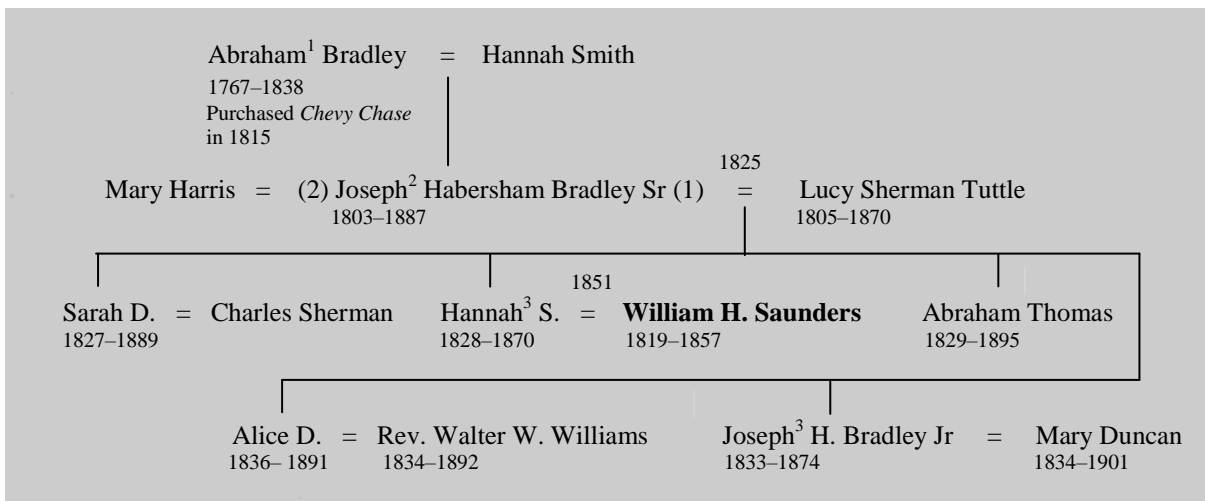 Abraham¹ Bradley = Hannah Smith
1767–1838
Purchased Chevy Chase
in 1815
1825
Mary Harris = (2) Joseph² Habersham Bradley Sr (1) = Lucy Sherman Tuttle
1803–1887 1805–1870
1851
Sarah D. = Charles Sherman Hannah³ S. = William H. Saunders Abraham Thomas
1827–1889 1828–1870 1819–1857 1829–1895
Alice D. = Rev. Walter W. Williams Joseph³ H. Bradley Jr = Mary Duncan
1836– 1891 1834–1892 1833–1874 1834–1901